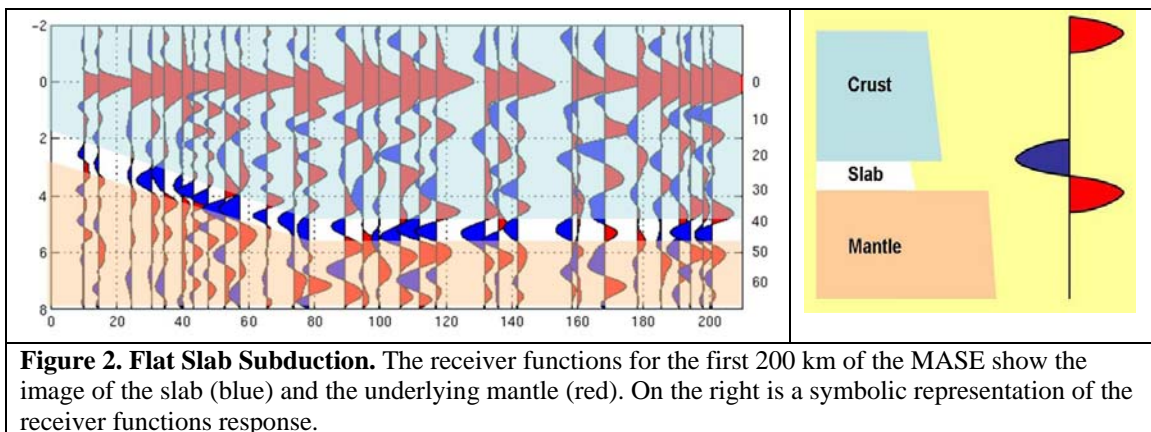 -2
0
2
4
6
8
0 20 40 60 80 100 120 140 160 180 200
0
10
20
30
40
50
60
Crust
Slab
Mantle
Figure 2. Flat Slab Subduction. The receiver functions for the first 200 km of the MASE show the
image of the slab (blue) and the underlying mantle (red). On the right is a symbolic representation of the
receiver functions response.